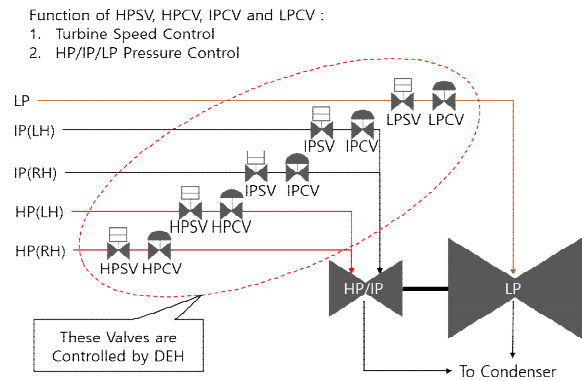 Function of HPSV, HPCV, IPCV and LPCV :
1. Turbine Speed Control
2. HP/IP/LP Pressure Control
LP
LPSV LPCV
IP(LH)
IPSV IPCV
IP(RH)
IPSV IPCV
HP(LH)
HPSV HPCV
HP(RH)
HPSV HPCV
HP/IP
LP
These Valves are
Controlled by DEH
To Condenser